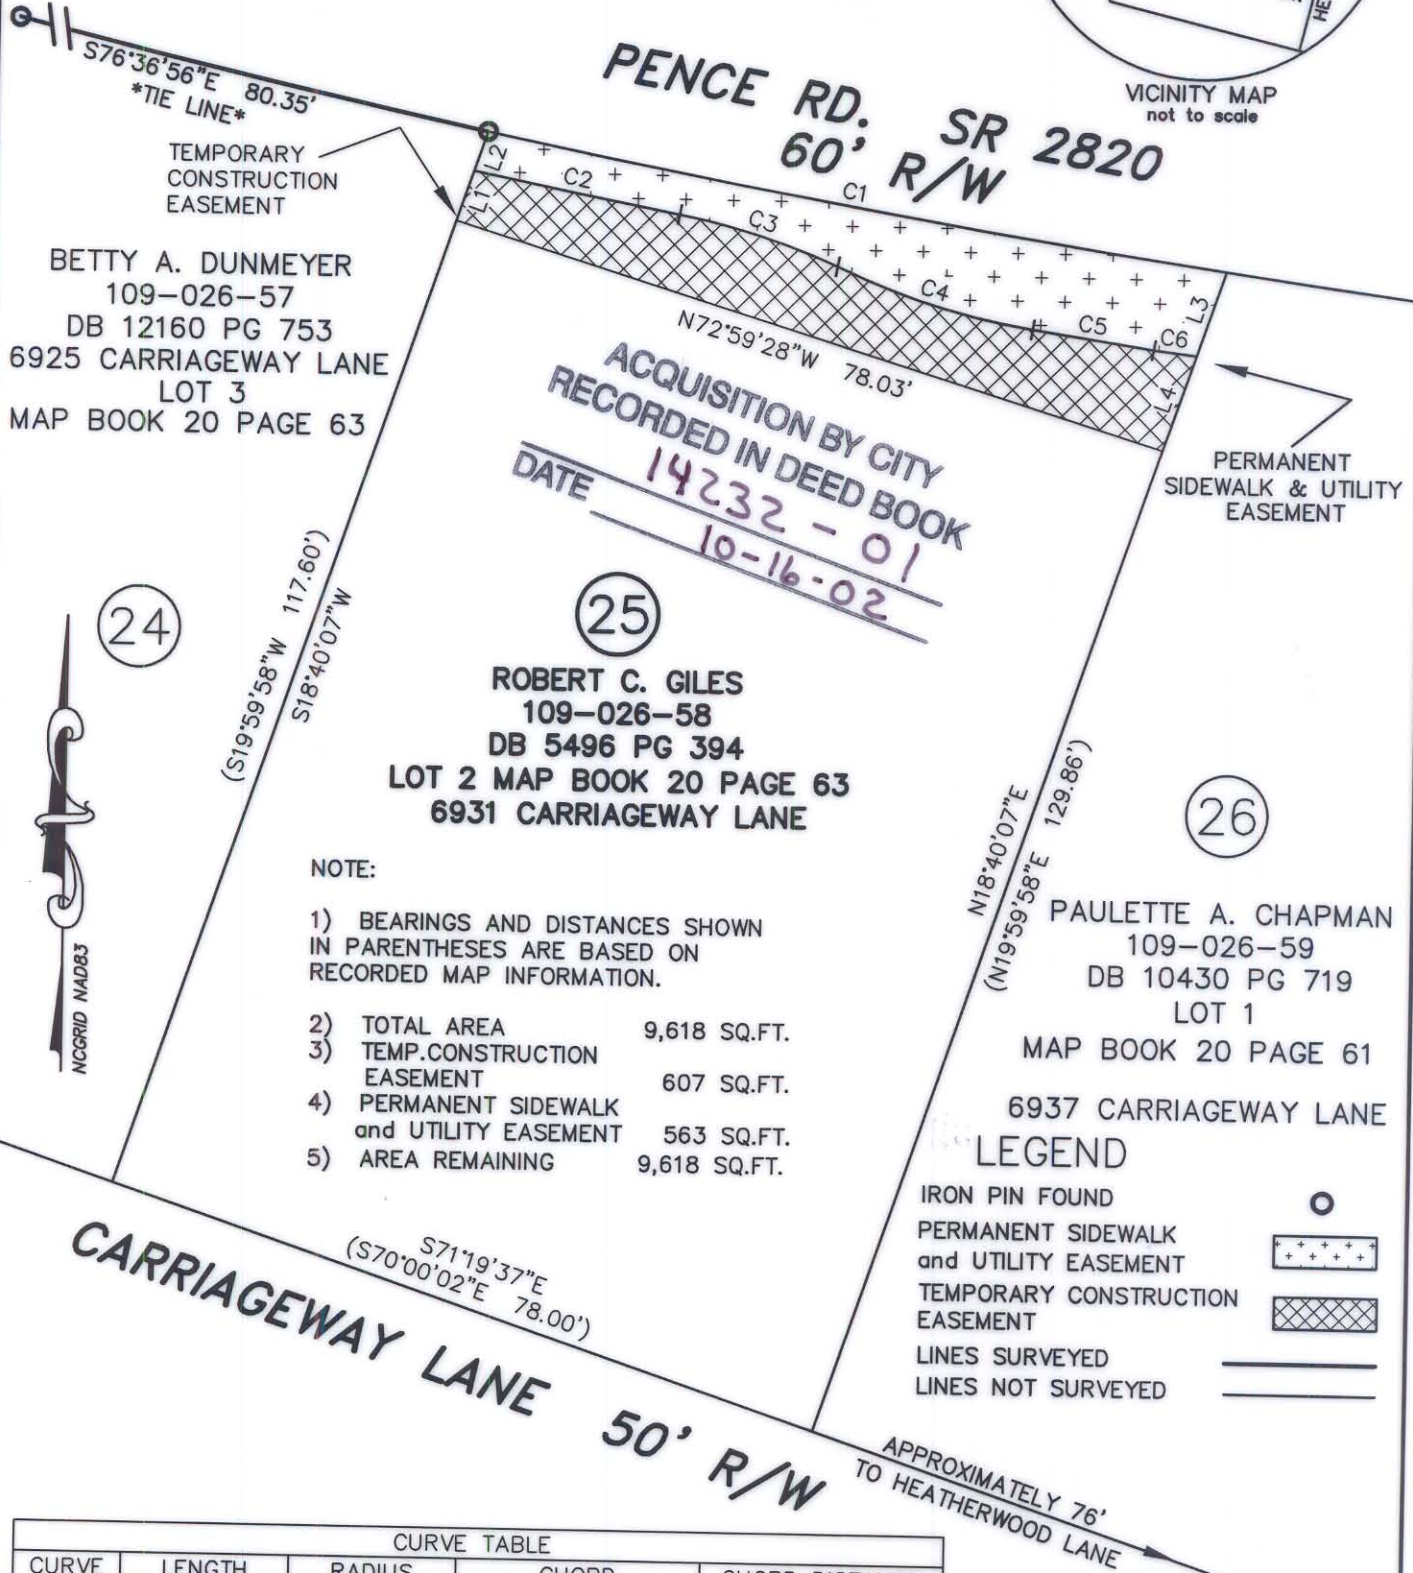 HE
VICINITY MAP
not to scale
S76°36'56"E 80.35'
*TIE LINE*
PENCE RD. SR 2820
60' R/W
TEMPORARY
CONSTRUCTION
EASEMENT
L2
L1
C2
C3
C1
C4
C5
C6
L3
L4
N72°59'28"W 78.03'
BETTY A. DUNMEYER
109-026-57
DB 12160 PG 753
6925 CARRIAGEWAY LANE
LOT 3
MAP BOOK 20 PAGE 63
ACQUISITION BY CITY
RECORDED IN DEED BOOK
14232 - 01
DATE 10-16-02
PERMANENT
SIDEWALK & UTILITY
EASEMENT
24
(S19°59'58"W 117.60')
S18°40'07"W
25
ROBERT C. GILES
109-026-58
DB 5496 PG 394
LOT 2 MAP BOOK 20 PAGE 63
6931 CARRIAGEWAY LANE
N18°40'07"E
(N19°59'58"E 129.86')
26
PAULETTE A. CHAPMAN
109-026-59
DB 10430 PG 719
LOT 1
MAP BOOK 20 PAGE 61
6937 CARRIAGEWAY LANE
NCGRID NAD83
NOTE:
1) BEARINGS AND DISTANCES SHOWN
IN PARENTHESES ARE BASED ON
RECORDED MAP INFORMATION.
2) TOTAL AREA 9,618 SQ.FT.
3) TEMP.CONSTRUCTION
EASEMENT 607 SQ.FT.
4) PERMANENT SIDEWALK
and UTILITY EASEMENT 563 SQ.FT.
5) AREA REMAINING 9,618 SQ.FT.
LEGEND
IRON PIN FOUND
PERMANENT SIDEWALK
and UTILITY EASEMENT
TEMPORARY CONSTRUCTION
EASEMENT
LINES SURVEYED
LINES NOT SURVEYED
S71°19'37"E
(S70°00'02"E 78.00')
CARRIAGEWAY LANE 50' R/W
APPROXIMATELY 76'
TO HEATHERWOOD LANE
CURVE TABLE
CURVE LENGTH RADIUS CHORD